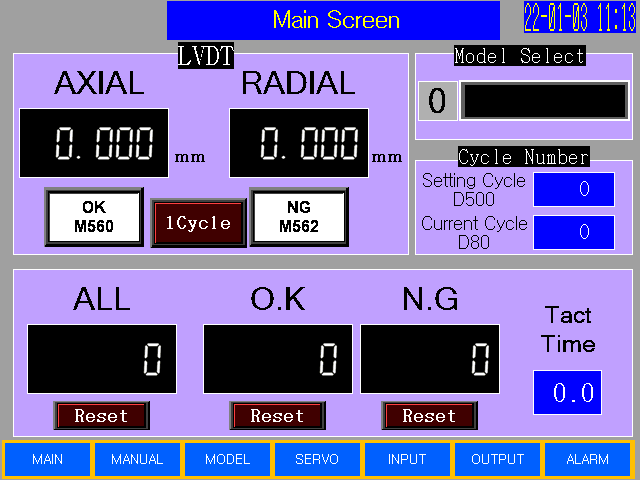 Main Screen
22-01-03 11:13
LVDT
AXIAL
RADIAL
0.000 mm
0.000 mm
OK
M560
1Cycle
NG
M562
Model Select
0
Cycle Number
Setting Cycle
D500
0
Current Cycle
D80
0
ALL
O.K
N.G
Tact
Time
0
0
0
0.0
Reset
Reset
Reset
MAIN
MANUAL
MODEL
SERVO
INPUT
OUTPUT
ALARM